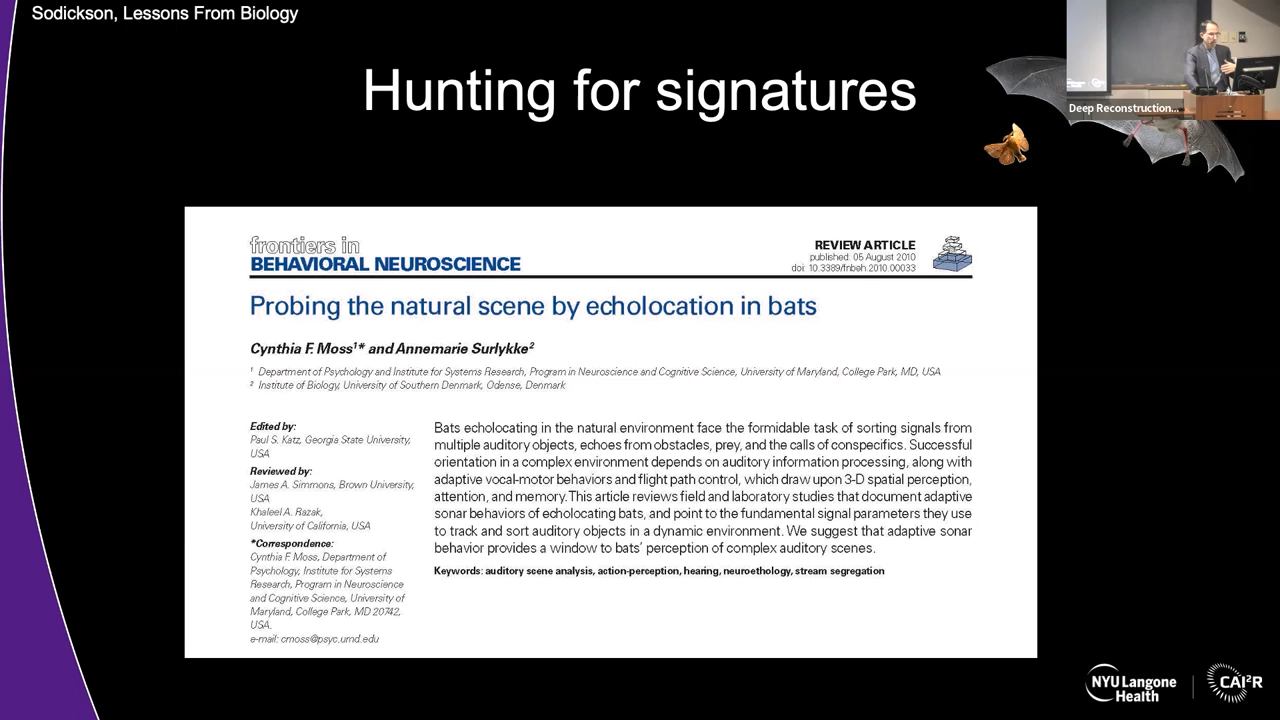 Sodickson, Lessons From Biology
Hunting for signatures
Deep Reconstruction...
frontiers in
BEHAVIORAL NEUROSCIENCE
REVIEW ARTICLE
published: 05 August 2010
doi: 10.3389/fnbeh.2010.00033
Probing the natural scene by echolocation in bats
Cynthia F. Moss¹* and Annemarie Surlykke²
¹ Department of Psychology and Institute for Systems Research, Program in Neuroscience and Cognitive Science, University of Maryland, College Park, MD, USA
² Institute of Biology, University of Southern Denmark, Odense, Denmark
Edited by:
Paul S. Katz, Georgia State University,
USA
Reviewed by:
James A. Simmons, Brown University,
USA
Khaleel A. Razak,
University of California, USA
*Correspondence:
Cynthia F. Moss, Department of
Psychology, Institute for Systems
Research, Program in Neuroscience
and Cognitive Science, University of
Maryland, College Park, MD 20742,
USA.
e-mail: cmoss@psyc.umd.edu
Bats echolocating in the natural environment face the formidable task of sorting signals from
multiple auditory objects, echoes from obstacles, prey, and the calls of conspecifics. Successful
orientation in a complex environment depends on auditory information processing, along with
adaptive vocal-motor behaviors and flight path control, which draw upon 3-D spatial perception,
attention, and memory. This article reviews field and laboratory studies that document adaptive
sonar behaviors of echolocating bats, and point to the fundamental signal parameters they use
to track and sort auditory objects in a dynamic environment. We suggest that adaptive sonar
behavior provides a window to bats' perception of complex auditory scenes.
Keywords: auditory scene analysis, action-perception, hearing, neuroethology, stream segregation
NYU Langone
Health
CAI²R